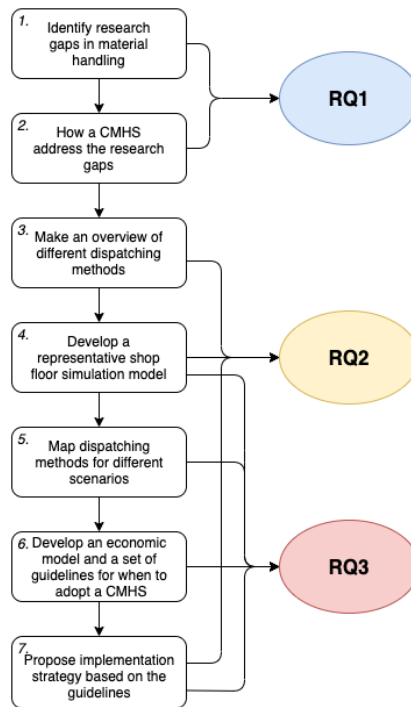 1.
Identify research
gaps in material
handling
RQ1
2.
How a CMHS
address the research
gaps
3.
Make an overview of
different dispatching
methods
4.
Develop a
representative shop
floor simulation model
RQ2
5.
Map dispatching
methods for different
scenarios
6.
Develop an economic
model and a set of
guidelines for when to
adopt a CMHS
RQ3
7.
Propose implementation
strategy based on the
guidelines